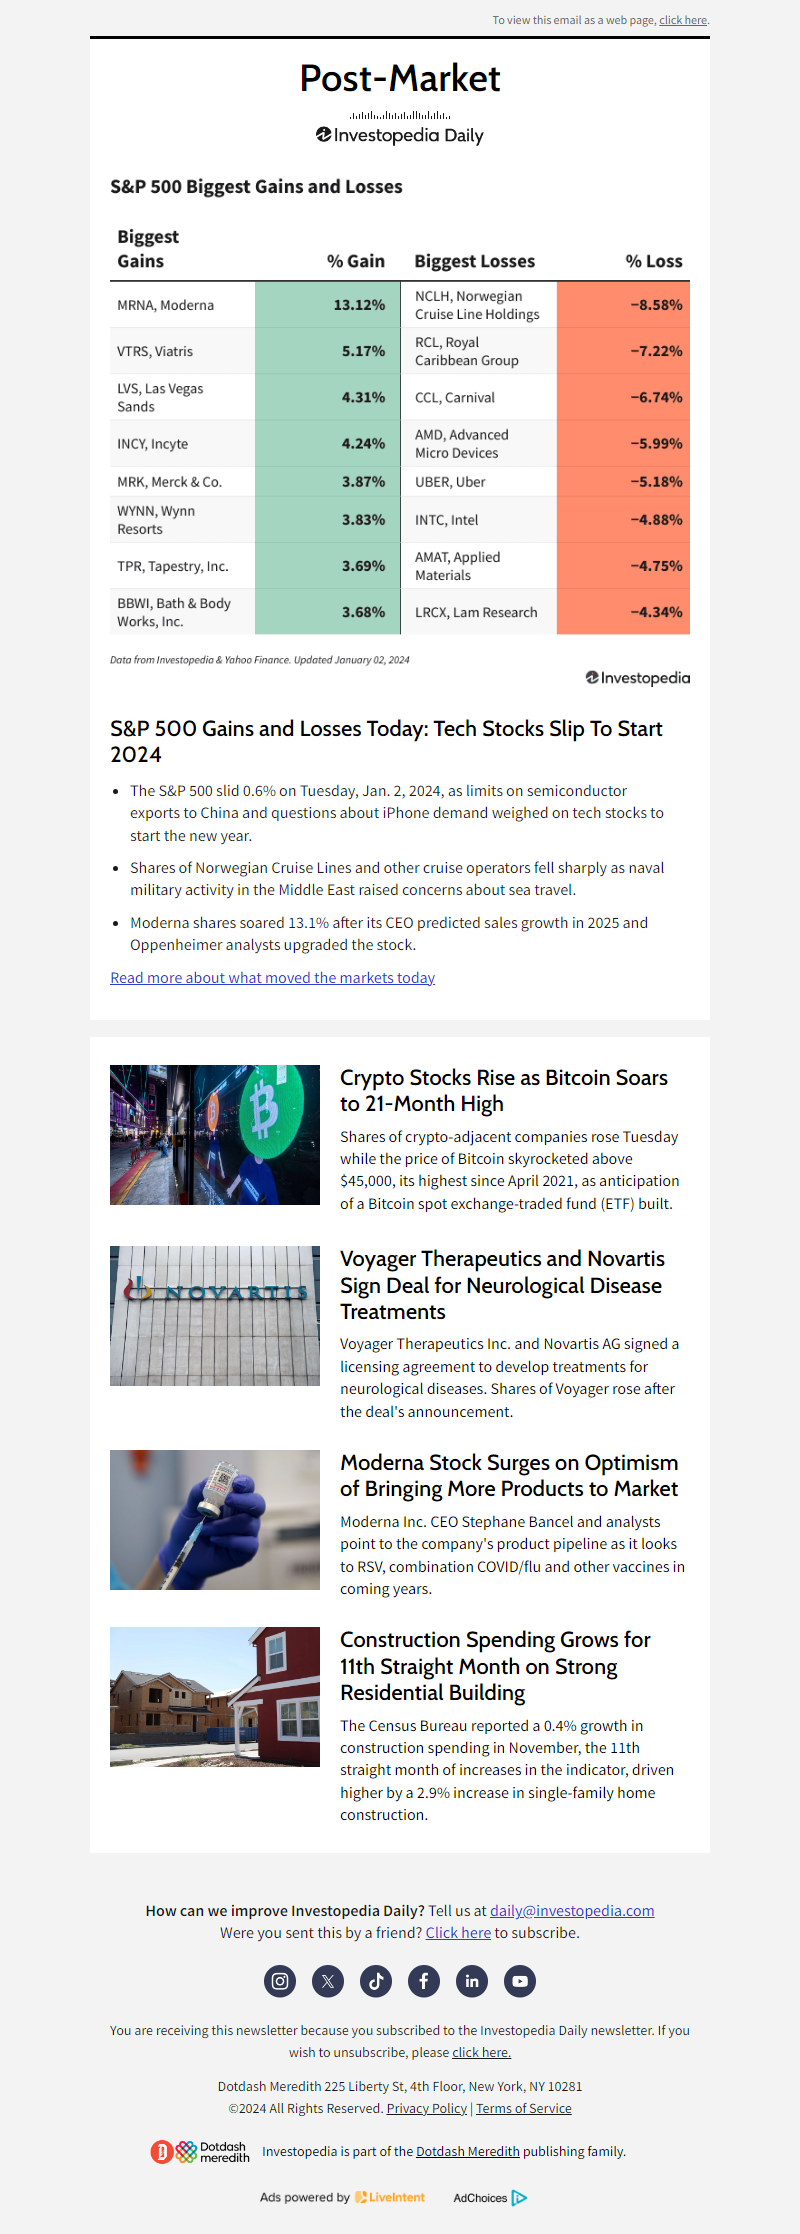 To view this email as a web page, click here.
Post-Market
Investopedia Daily
S&P 500 Biggest Gains and Losses
Biggest
Gains % Gain Biggest Losses % Loss
MRNA, Moderna 13.12% NCLH, Norwegian
Cruise Line Holdings −8.58%
VTRS, Viatris 5.17% RCL, Royal
Caribbean Group −7.22%
LVS, Las Vegas
Sands 4.31% CCL, Carnival −6.74%
INCY, Incyte 4.24% AMD, Advanced
Micro Devices −5.99%
MRK, Merck & Co. 3.87% UBER, Uber −5.18%
WYNN, Wynn
Resorts 3.83% INTC, Intel −4.88%
TPR, Tapestry, Inc. 3.69% AMAT, Applied
Materials −4.75%
BBWI, Bath & Body
Works, Inc. 3.68% LRCX, Lam Research −4.34%
Data from Investopedia & Yahoo Finance. Updated January 02, 2024
Investopedia
S&P 500 Gains and Losses Today: Tech Stocks Slip To Start
2024
• The S&P 500 slid 0.6% on Tuesday, Jan. 2, 2024, as limits on semiconductor
exports to China and questions about iPhone demand weighed on tech stocks to
start the new year.
• Shares of Norwegian Cruise Lines and other cruise operators fell sharply as naval
military activity in the Middle East raised concerns about sea travel.
• Moderna shares soared 13.1% after its CEO predicted sales growth in 2025 and
Oppenheimer analysts upgraded the stock.
Read more about what moved the markets today
Crypto Stocks Rise as Bitcoin Soars
to 21-Month High
Shares of crypto-adjacent companies rose Tuesday
while the price of Bitcoin skyrocketed above
$45,000, its highest since April 2021, as anticipation
of a Bitcoin spot exchange-traded fund (ETF) built.
NOVARTIS
Voyager Therapeutics and Novartis
Sign Deal for Neurological Disease
Treatments
Voyager Therapeutics Inc. and Novartis AG signed a
licensing agreement to develop treatments for
neurological diseases. Shares of Voyager rose after
the deal's announcement.
Moderna Stock Surges on Optimism
of Bringing More Products to Market
Moderna Inc. CEO Stephane Bancel and analysts
point to the company's product pipeline as it looks
to RSV, combination COVID/flu and other vaccines in
coming years.
Construction Spending Grows for
11th Straight Month on Strong
Residential Building
The Census Bureau reported a 0.4% growth in
construction spending in November, the 11th
straight month of increases in the indicator, driven
higher by a 2.9% increase in single-family home
construction.
How can we improve Investopedia Daily? Tell us at daily@investopedia.com
Were you sent this by a friend? Click here to subscribe.
You are receiving this newsletter because you subscribed to the Investopedia Daily newsletter. If you
wish to unsubscribe, please click here.
Dotdash Meredith 225 Liberty St, 4th Floor, New York, NY 10281
©2024 All Rights Reserved. Privacy Policy | Terms of Service
Dotdash
meredith
Investopedia is part of the Dotdash Meredith publishing family.
Ads powered by LiveIntent AdChoices